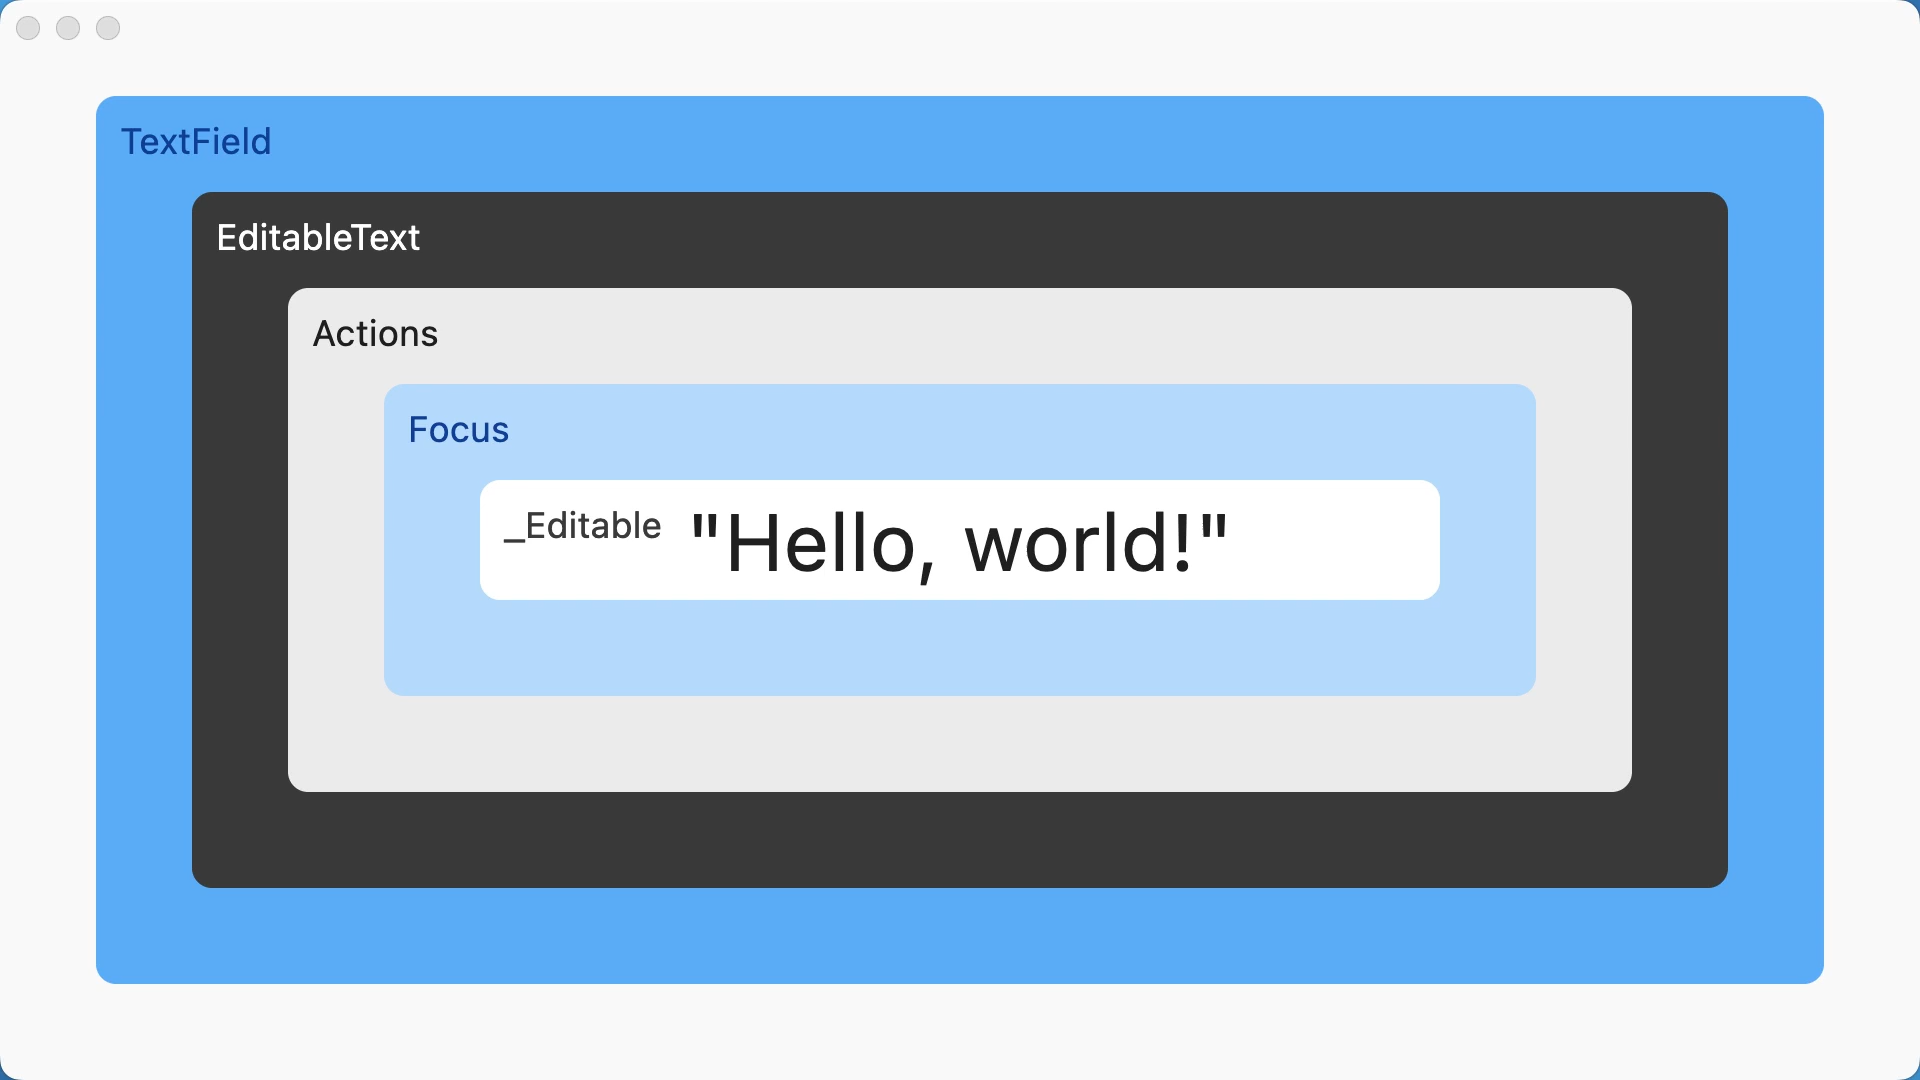 TextField
EditableText
Actions
Focus
_Editable "Hello, world!"